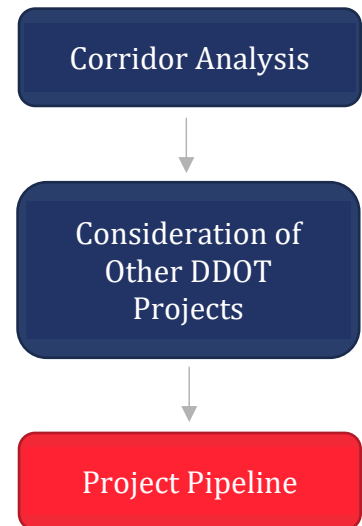 Corridor Analysis
Consideration of
Other DDOT
Projects
Project Pipeline